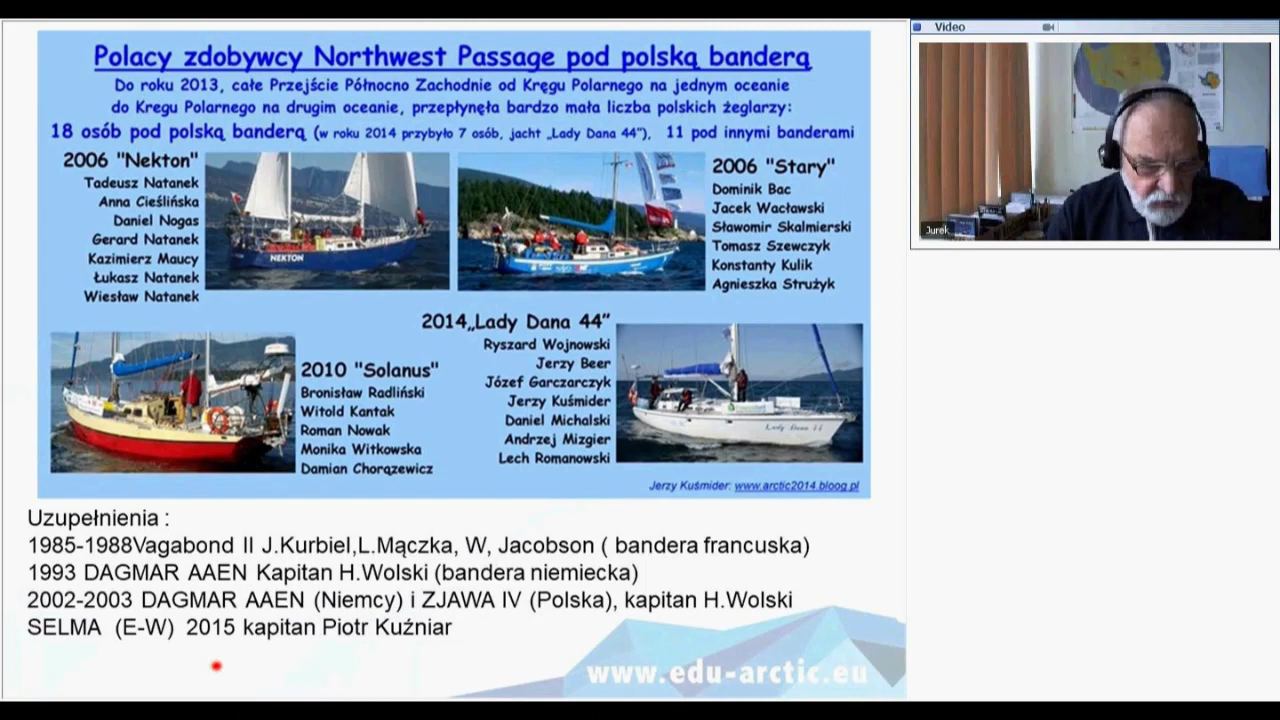 Polacy zdobywcy Northwest Passage pod polską banderą
Do roku 2013, całe Przejście Północno Zachodnie od Kręgu Polarnego na jednym oceanie
do Kregu Polarnego na drugim oceanie, przepłynęła bardzo mała liczba polskich żeglarzy:
18 osób pod polską banderą (w roku 2014 przybyło 7 osób, jacht „Lady Dana 44”), 11 pod innymi banderami
2006 "Nekton"
Tadeusz Natanek
Anna Cieślińska
Daniel Nogas
Gerard Natanek
Kazimierz Maucy
Łukasz Natanek
Wiesław Natanek
NEKTON
2006 "Stary"
Dominik Bac
Jacek Wacławski
Sławomir Skalmierski
Tomasz Szewczyk
Konstanty Kulik
Agnieszka Strużyk
2010 "Solanus"
Bronisław Radliński
Witold Kantak
Roman Nowak
Monika Witkowska
Damian Chorązewicz
2014„Lady Dana 44”
Ryszard Wojnowski
Jerzy Beer
Józef Garczarczyk
Jerzy Kuśmider
Daniel Michalski
Andrzej Mizgier
Lech Romanowski
Lady Dana 44
Jerzy Kuśmider: www.arctic2014.bloog.pl
Uzupełnienia :
1985-1988Vagabond II J.Kurbiel,L.Mączka, W, Jacobson ( bandera francuska)
1993 DAGMAR AAEN Kapitan H.Wolski (bandera niemiecka)
2002-2003 DAGMAR AAEN (Niemcy) i ZJAWA IV (Polska), kapitan H.Wolski
SELMA (E-W) 2015 kapitan Piotr Kuźniar
www.edu-arctic.eu
Video
Jurek